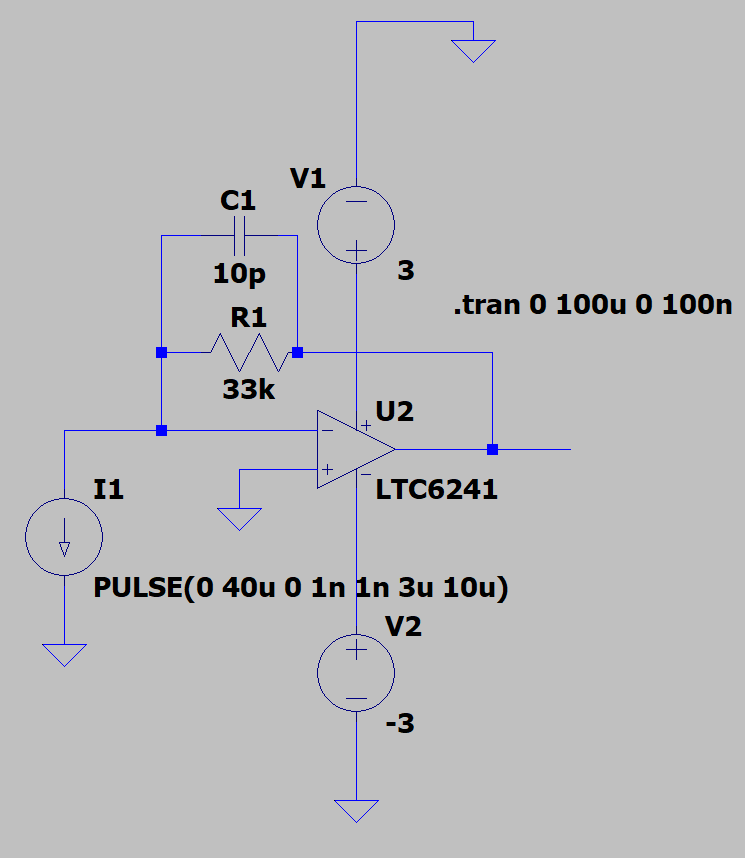 V1
C1
10p
3
.tran 0 100u 0 100n
R1
33k
U2
I1
LTC6241
PULSE(0 40u 0 1n 1n 3u 10u)
V2
-3